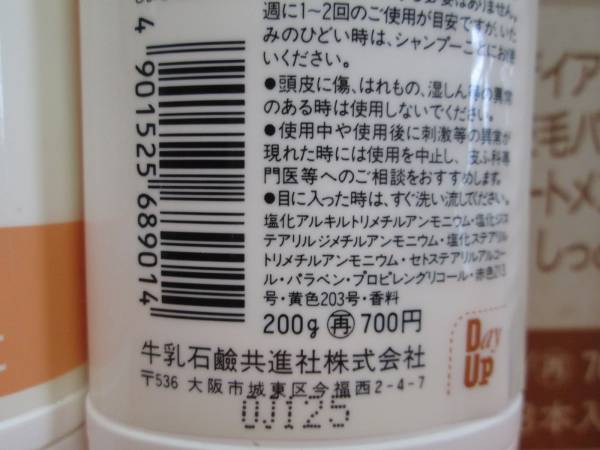 週に1~2回のご使用が目安ですが、いた
みのひどい時は、シャンプーごとにお使
いください。
●頭皮に傷、はれもの、湿しん等の異常
のある時は使用しないでください。
●使用中や使用後に刺激等の異常が
現れた時には使用を中止し、皮ふ科専
門医等へのご相談をおすすめします。
●目に入った時は、すぐ洗い流してください。
塩化アルキルトリメチルアンモニウム・塩化ジス
テアリルジメチルアンモニウム・塩化ステアリル
トリメチルアンモニウム・セトステアリルアルコー
ル・パラベン・プロピレングリコール・赤色213
号・黄色203号・香料
200g 再 700円
牛乳石鹼共進社株式会社
〒536 大阪市城東区今福西2-4-7
0J125
4 901525 689014
Day
UP